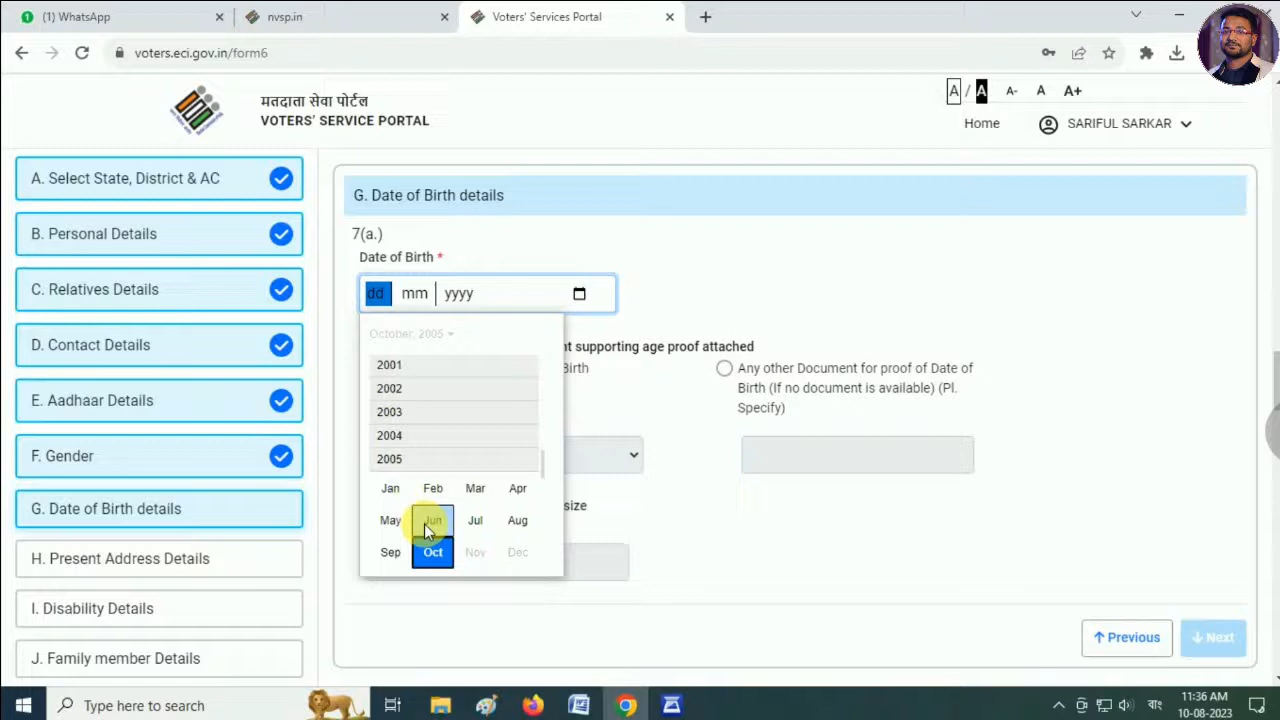 (1) WhatsApp
nvsp.in
Voters' Services Portal
voters.eci.gov.in/form6
मतदाता सेवा पोर्टल
VOTERS' SERVICE PORTAL
A / A A- A A+
Home SARIFUL SARKAR
A. Select State, District & AC
B. Personal Details
C. Relatives Details
D. Contact Details
E. Aadhaar Details
F. Gender
G. Date of Birth details
H. Present Address Details
I. Disability Details
J. Family member Details
G. Date of Birth details
7(a.)
Date of Birth *
dd mm yyyy
October, 2005
2001
2002
2003
2004
2005
Jan Feb Mar Apr
May Jun Jul Aug
Sep Oct Nov Dec
nt supporting age proof attached
Birth
Any other Document for proof of Date of
Birth (If no document is available) (Pl.
Specify)
size
Previous
Next
Type here to search
বাং
11:36 AM
10-08-2023